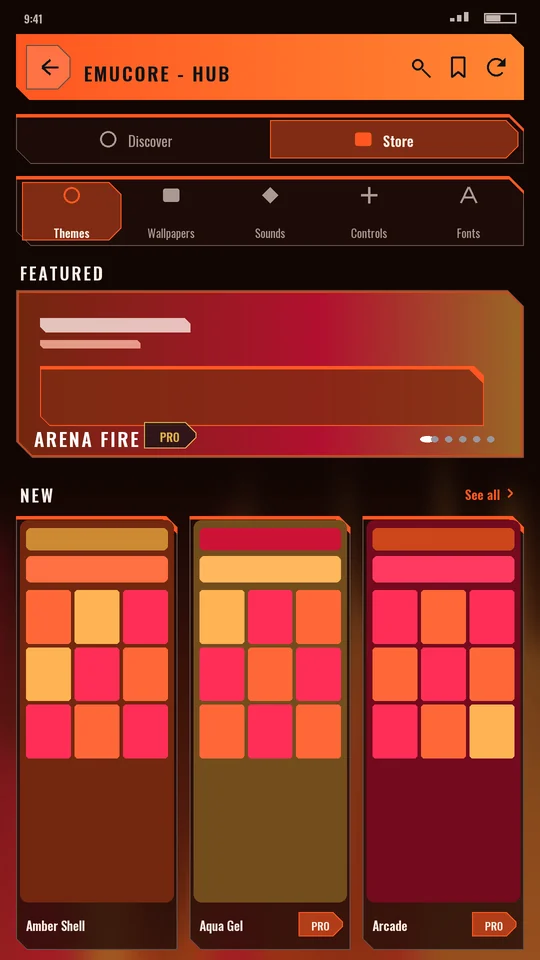 9:41
EMUCORE - HUB
Discover
Store
Themes
Wallpapers
Sounds
Controls
Fonts
FEATURED
ARENA FIRE PRO
NEW
See all
Amber Shell
Aqua Gel PRO
Arcade PRO